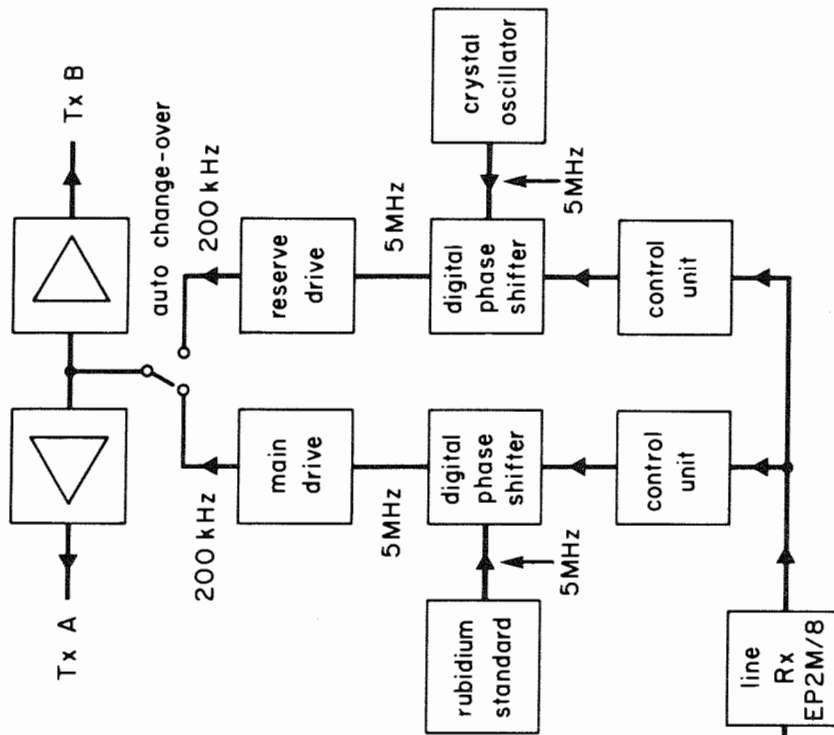 Tx A
Tx B
auto change-over
200 kHz
200 kHz
main
drive
reserve
drive
5MHz
5MHz
rubidium
standard
5MHz
digital
phase
shifter
digital
phase
shifter
5MHz
crystal
oscillator
control
unit
control
unit
line
Rx
EP2M/8